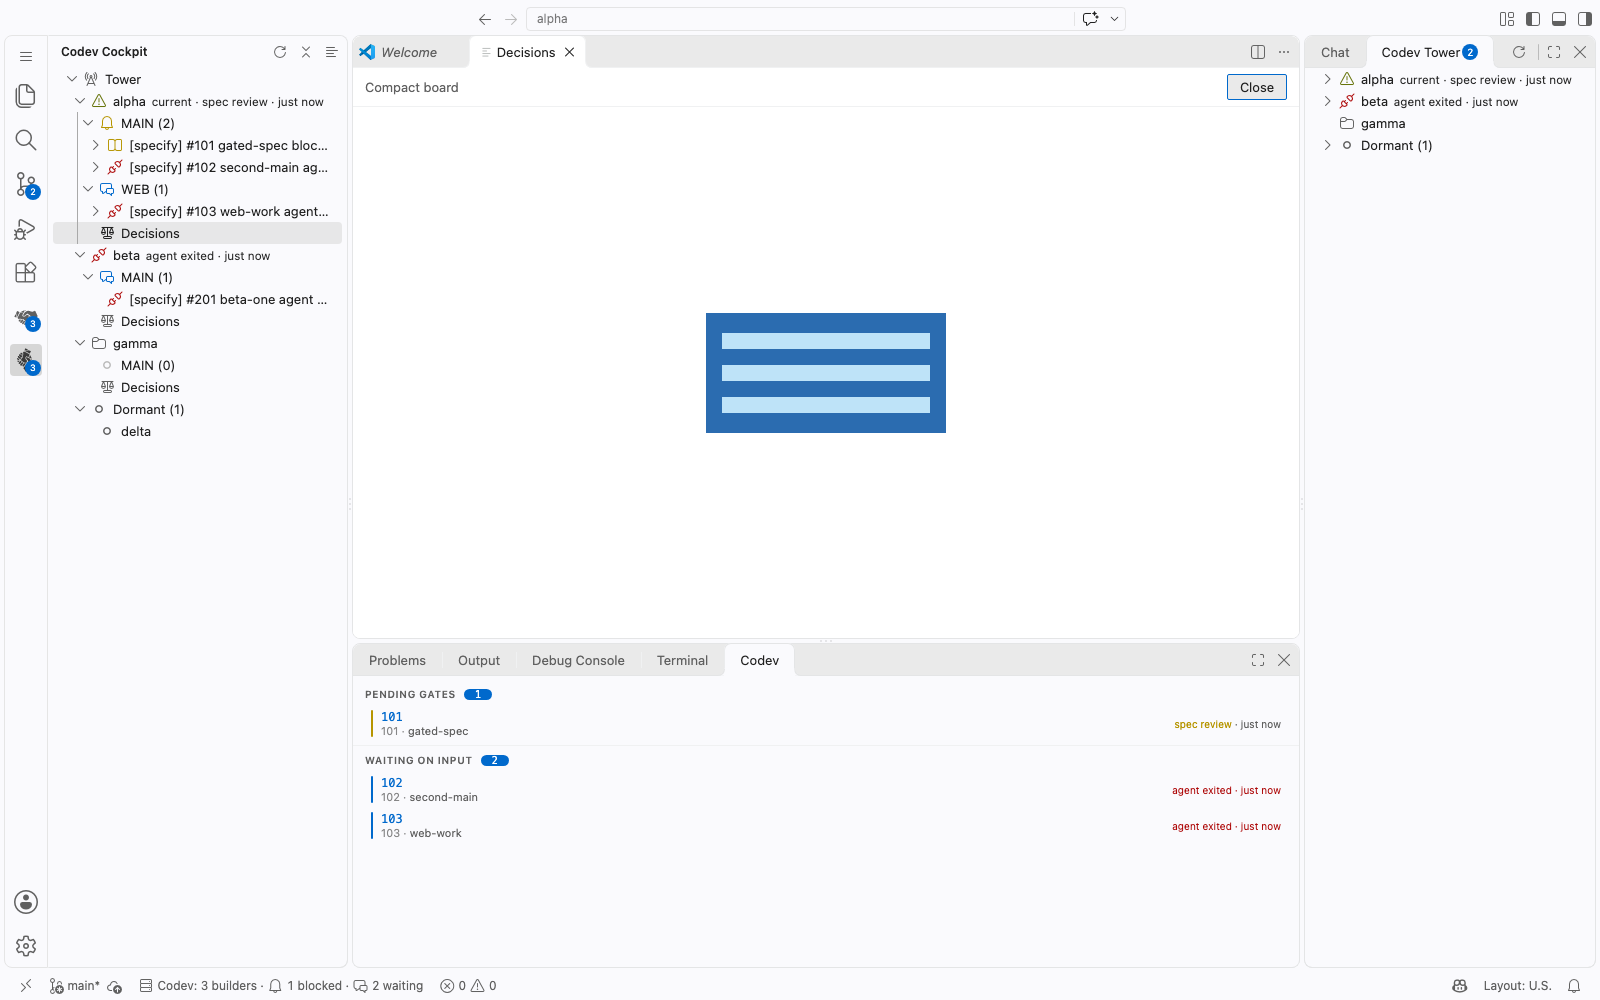 alpha
Codev Cockpit
Tower
alpha current · spec review · just now
MAIN (2)
[specify] #101 gated-spec bloc...
[specify] #102 second-main ag...
WEB (1)
[specify] #103 web-work agent...
Decisions
beta agent exited · just now
MAIN (1)
[specify] #201 beta-one agent ...
Decisions
gamma
MAIN (0)
Decisions
Dormant (1)
delta
2
3
3
Welcome
Decisions
Compact board
Close
Problems
Output
Debug Console
Terminal
Codev
PENDING GATES 1
101
101 · gated-spec
spec review · just now
WAITING ON INPUT 2
102
102 · second-main
agent exited · just now
103
103 · web-work
agent exited · just now
Chat
Codev Tower 2
alpha current · spec review · just now
beta agent exited · just now
gamma
Dormant (1)
main*
Codev: 3 builders · 1 blocked · 2 waiting
0 0
Layout: U.S.